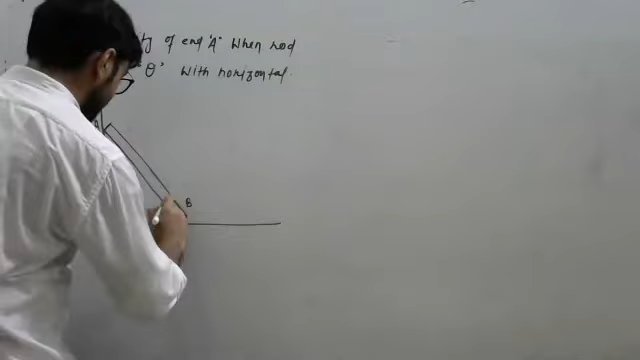 of end "A" when rod
"θ" with horizontal.
A
B